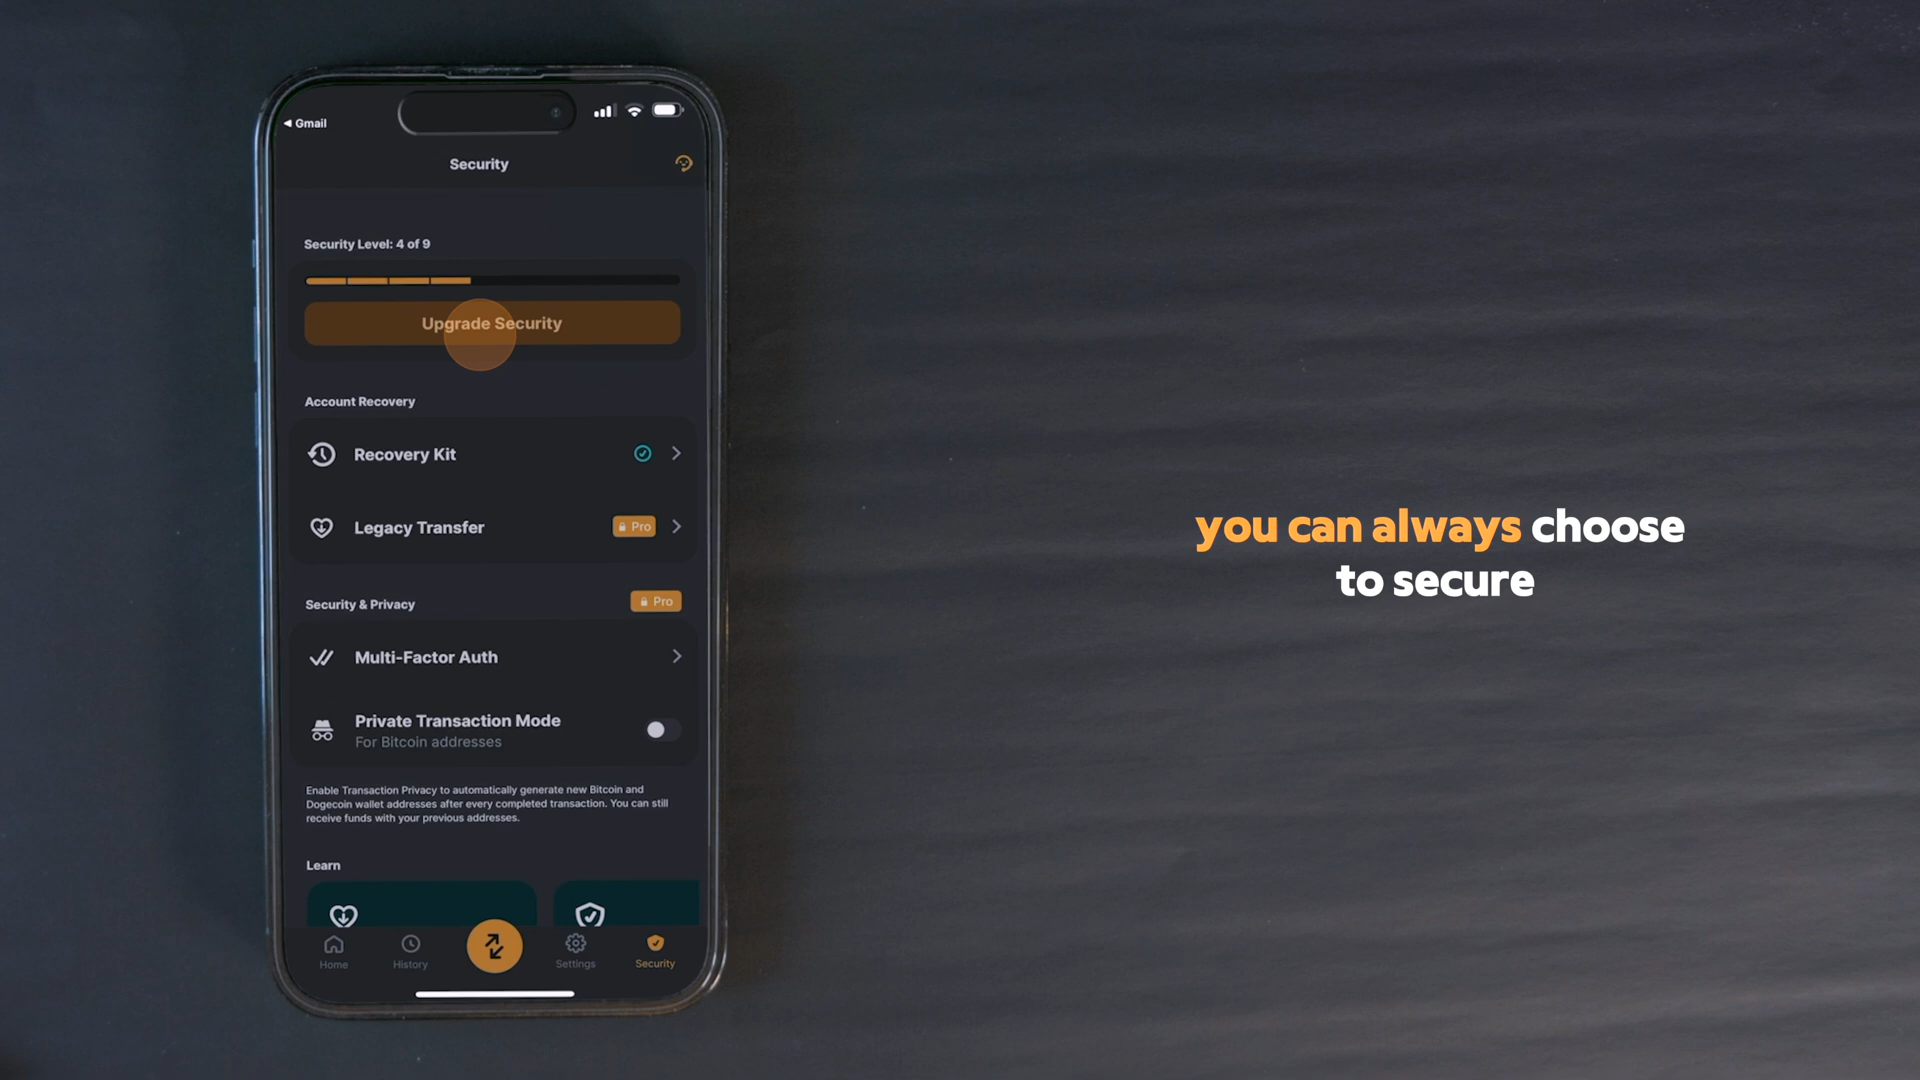 ◀ Gmail
Security
Security Level: 4 of 9
Upgrade Security
Account Recovery
Recovery Kit
Legacy Transfer
Pro
Security & Privacy
Pro
Multi-Factor Auth
Private Transaction Mode
For Bitcoin addresses
Enable Transaction Privacy to automatically generate new Bitcoin and
Dogecoin wallet addresses after every completed transaction. You can still
receive funds with your previous addresses.
Learn
Home
History
Settings
Security
you can always choose
to secure